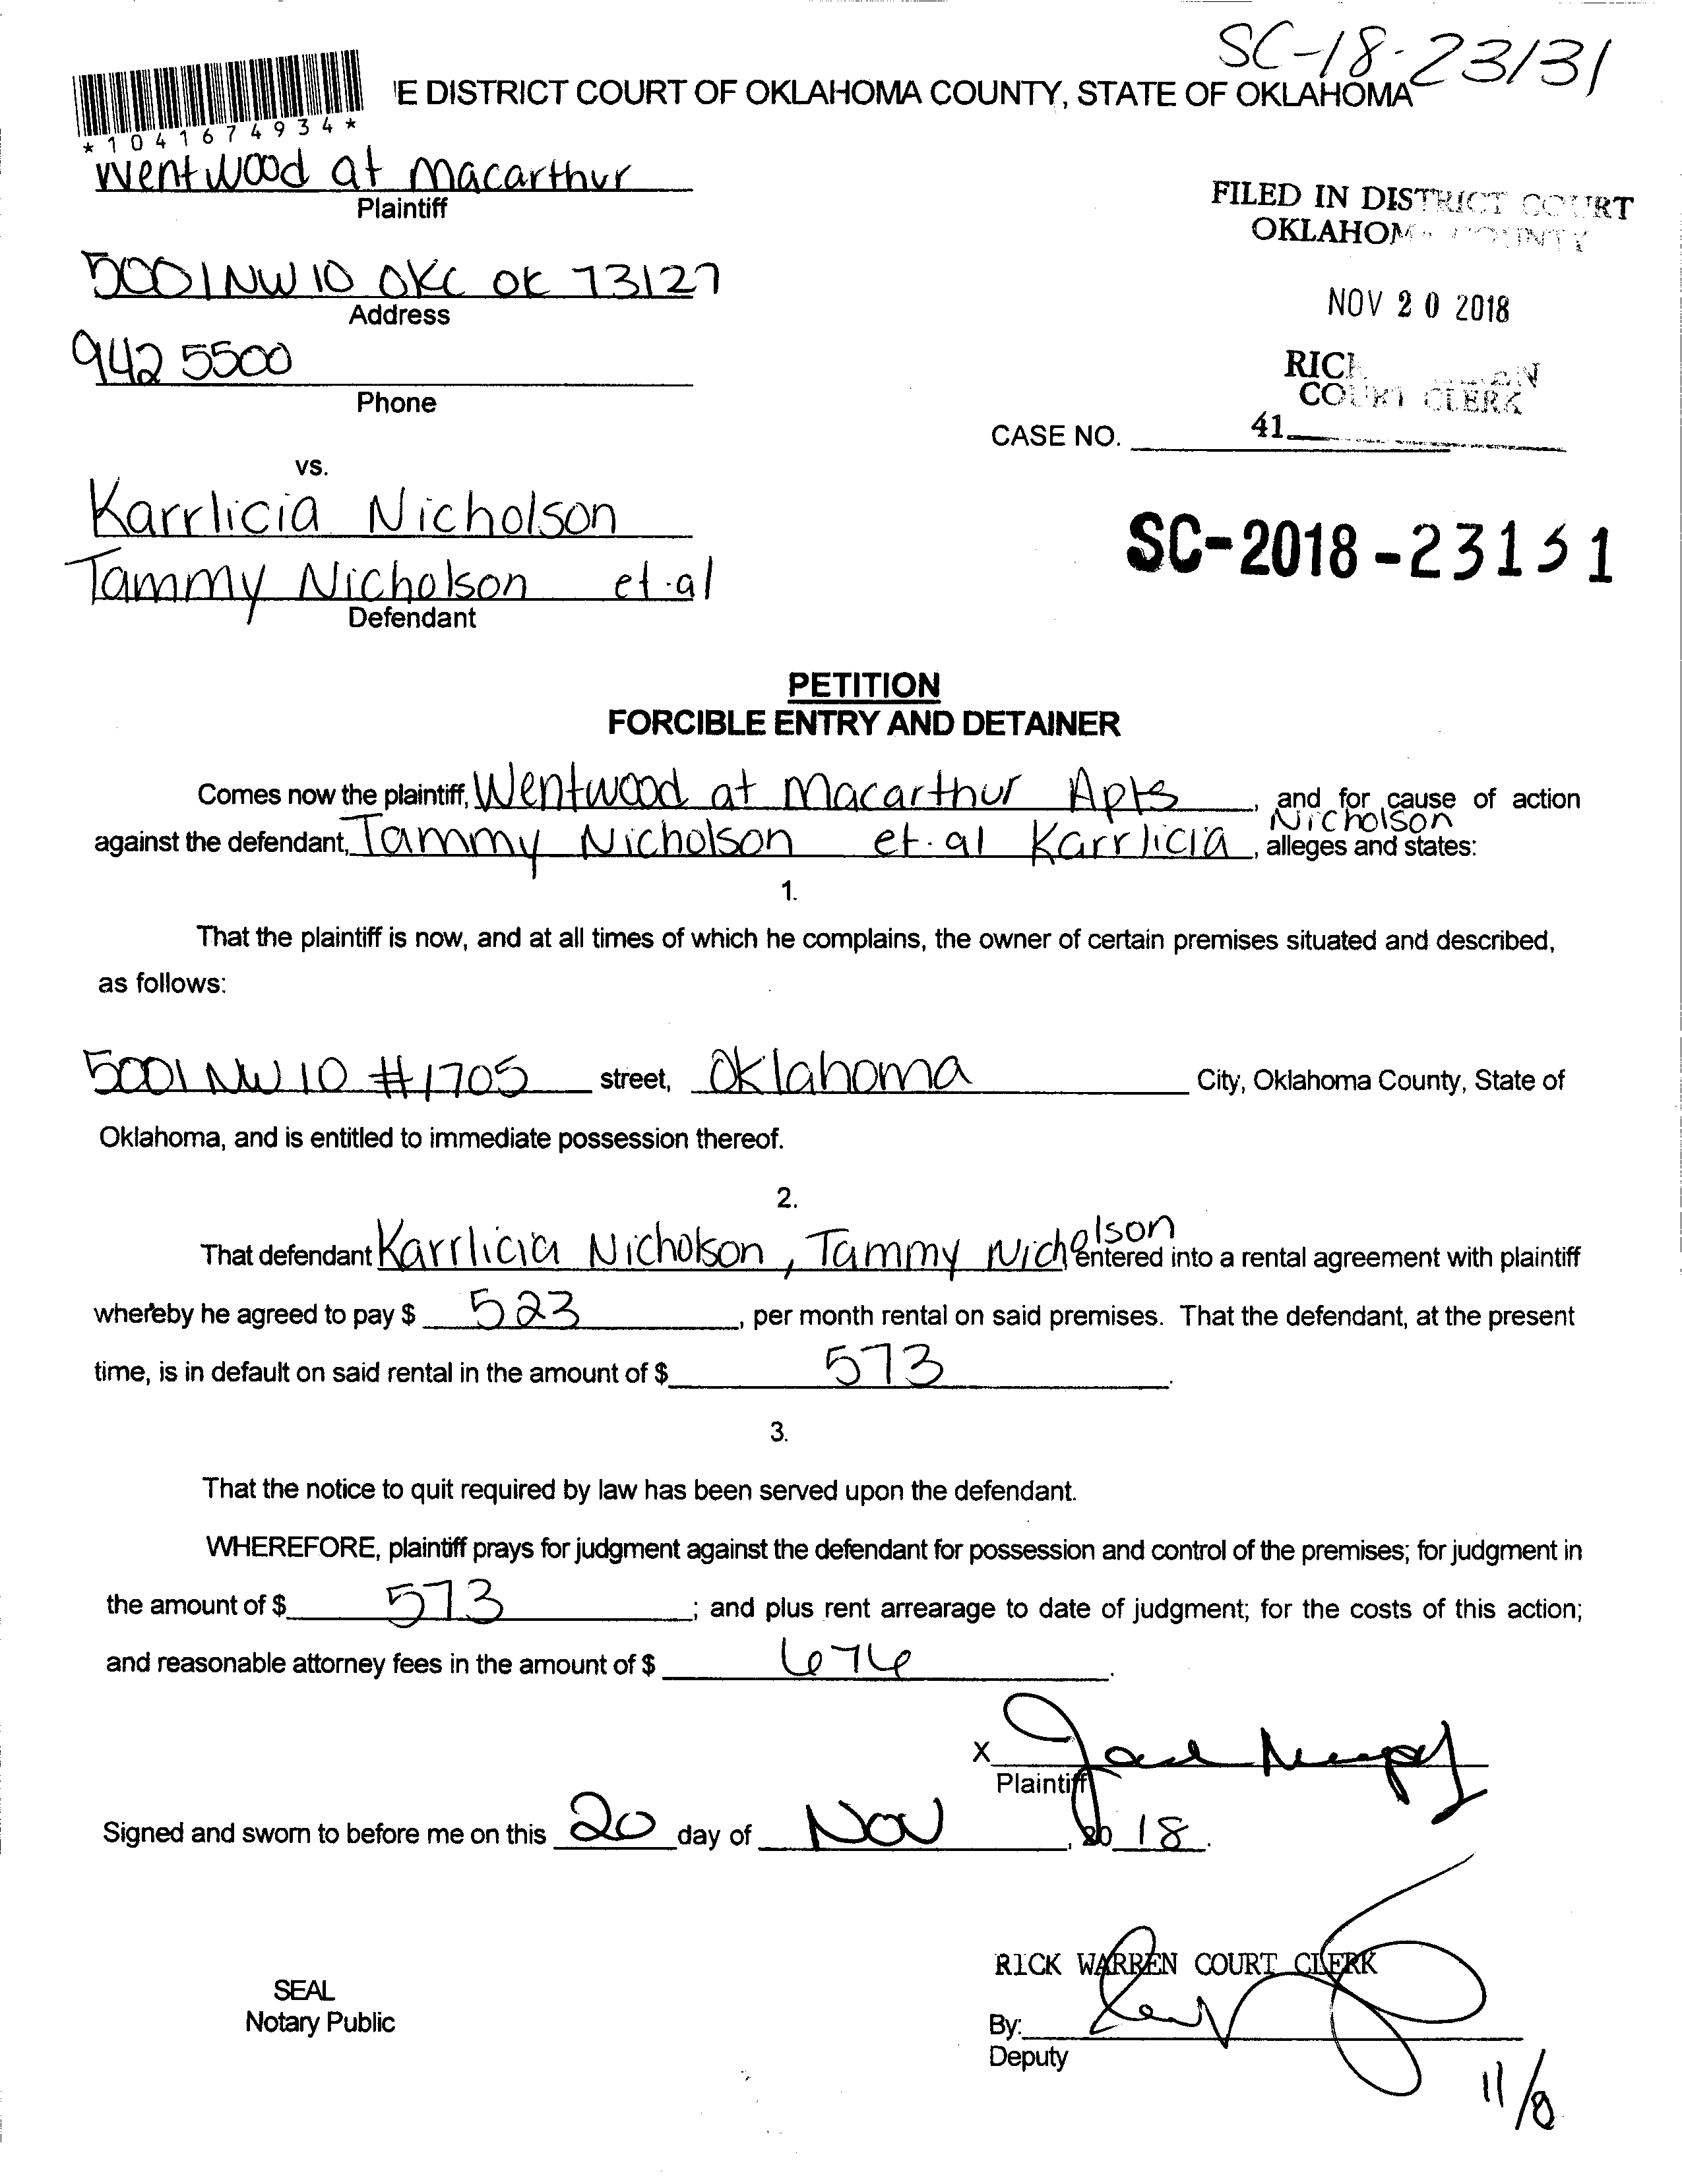 SC-18-23131
'E DISTRICT COURT OF OKLAHOMA COUNTY, STATE OF OKLAHOMA
*1041674934*
Wentwood at Macarthur
Plaintiff
FILED IN DISTRICT COURT
OKLAHOMA COUNTY
5001 NW 10 OKC OK 73127
Address
NOV 20 2018
942 5500
Phone
COURT CLERK
41
CASE NO.
vs.
Karrlicia Nicholson
Tammy Nicholson et.al
Defendant
SC-2018-23131
PETITION
FORCIBLE ENTRY AND DETAINER
Comes now the plaintiff, Wentwood at Macarthur Apts, and for cause of action
against the defendant, Tammy Nicholson et.al Karrlicia Nicholson, alleges and states:
1.
That the plaintiff is now, and at all times of which he complains, the owner of certain premises situated and described,
as follows:
5001 NW 10 #1705 street, Oklahoma City, Oklahoma County, State of
Oklahoma, and is entitled to immediate possession thereof.
2.
That defendant Karrlicia Nicholson, Tammy Nicholson entered into a rental agreement with plaintiff
whereby he agreed to pay $ 523, per month rental on said premises. That the defendant, at the present
time, is in default on said rental in the amount of $ 573.
3.
That the notice to quit required by law has been served upon the defendant.
WHEREFORE, plaintiff prays for judgment against the defendant for possession and control of the premises; for judgment in
the amount of $ 573; and plus rent arrearage to date of judgment; for the costs of this action;
and reasonable attorney fees in the amount of $ 676.
X
Plaintiff
Signed and sworn to before me on this 20 day of Nov, 20 18.
RICK WARREN COURT CLERK
SEAL
Notary Public
By:
Deputy
11/8